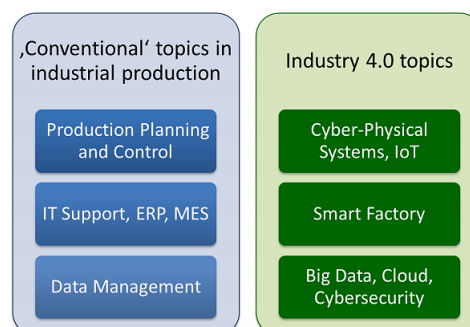 ‚Conventional‘ topics in
industrial production
Production Planning
and Control
IT Support, ERP, MES
Data Management
Industry 4.0 topics
Cyber-Physical
Systems, IoT
Smart Factory
Big Data, Cloud,
Cybersecurity